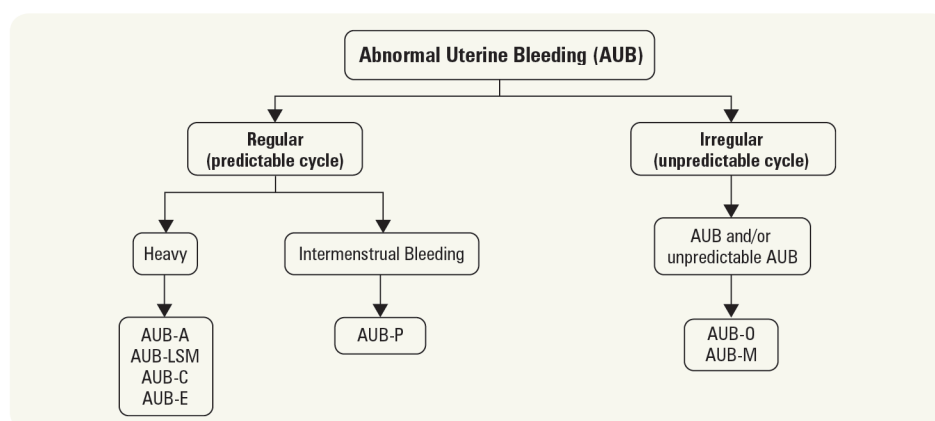 Abnormal Uterine Bleeding (AUB)
Regular
(predictable cycle)
Irregular
(unpredictable cycle)
Heavy
Intermenstrual Bleeding
AUB and/or
unpredictable AUB
AUB-A
AUB-LSM
AUB-C
AUB-E
AUB-P
AUB-O
AUB-M